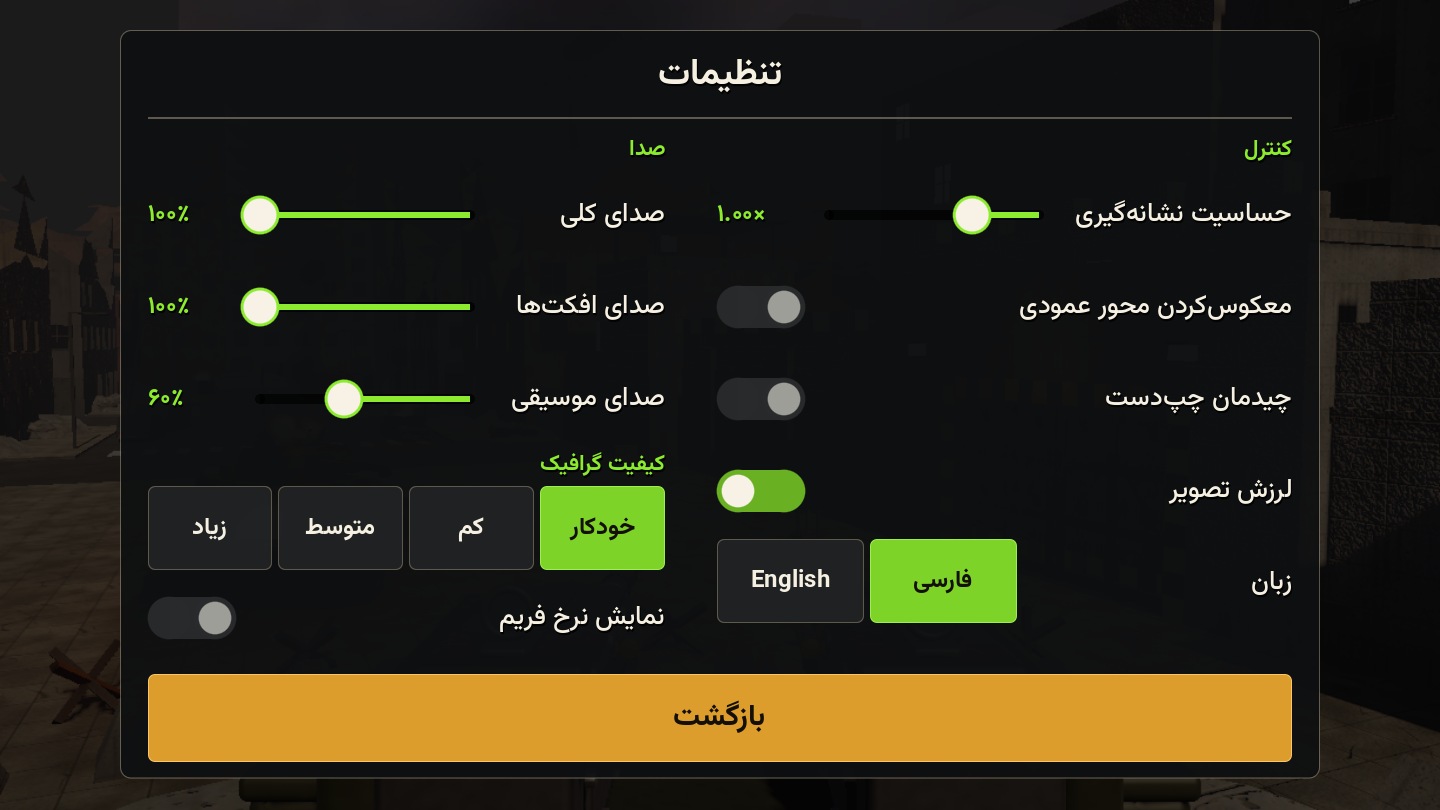 تنظیمات
کنترل
حساسیت نشانه‌گیری ۱.۰۰×
معکوس‌کردن محور عمودی
چیدمان چپ‌دست
لرزش تصویر
زبان فارسی English
صدا
صدای کلی ۱۰۰٪
صدای افکت‌ها ۱۰۰٪
صدای موسیقی ۶۰٪
کیفیت گرافیک
خودکار کم متوسط زیاد
نمایش نرخ فریم
بازگشت